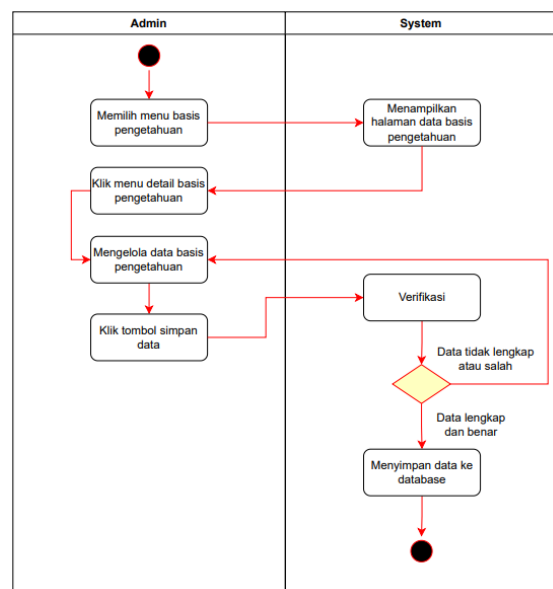 Admin
System
Memilih menu basis
pengetahuan
Menampilkan
halaman data basis
pengetahuan
Klik menu detail basis
pengetahuan
Mengelola data basis
pengetahuan
Verifikasi
Klik tombol simpan
data
Data tidak lengkap
atau salah
Data lengkap
dan benar
Menyimpan data ke
database